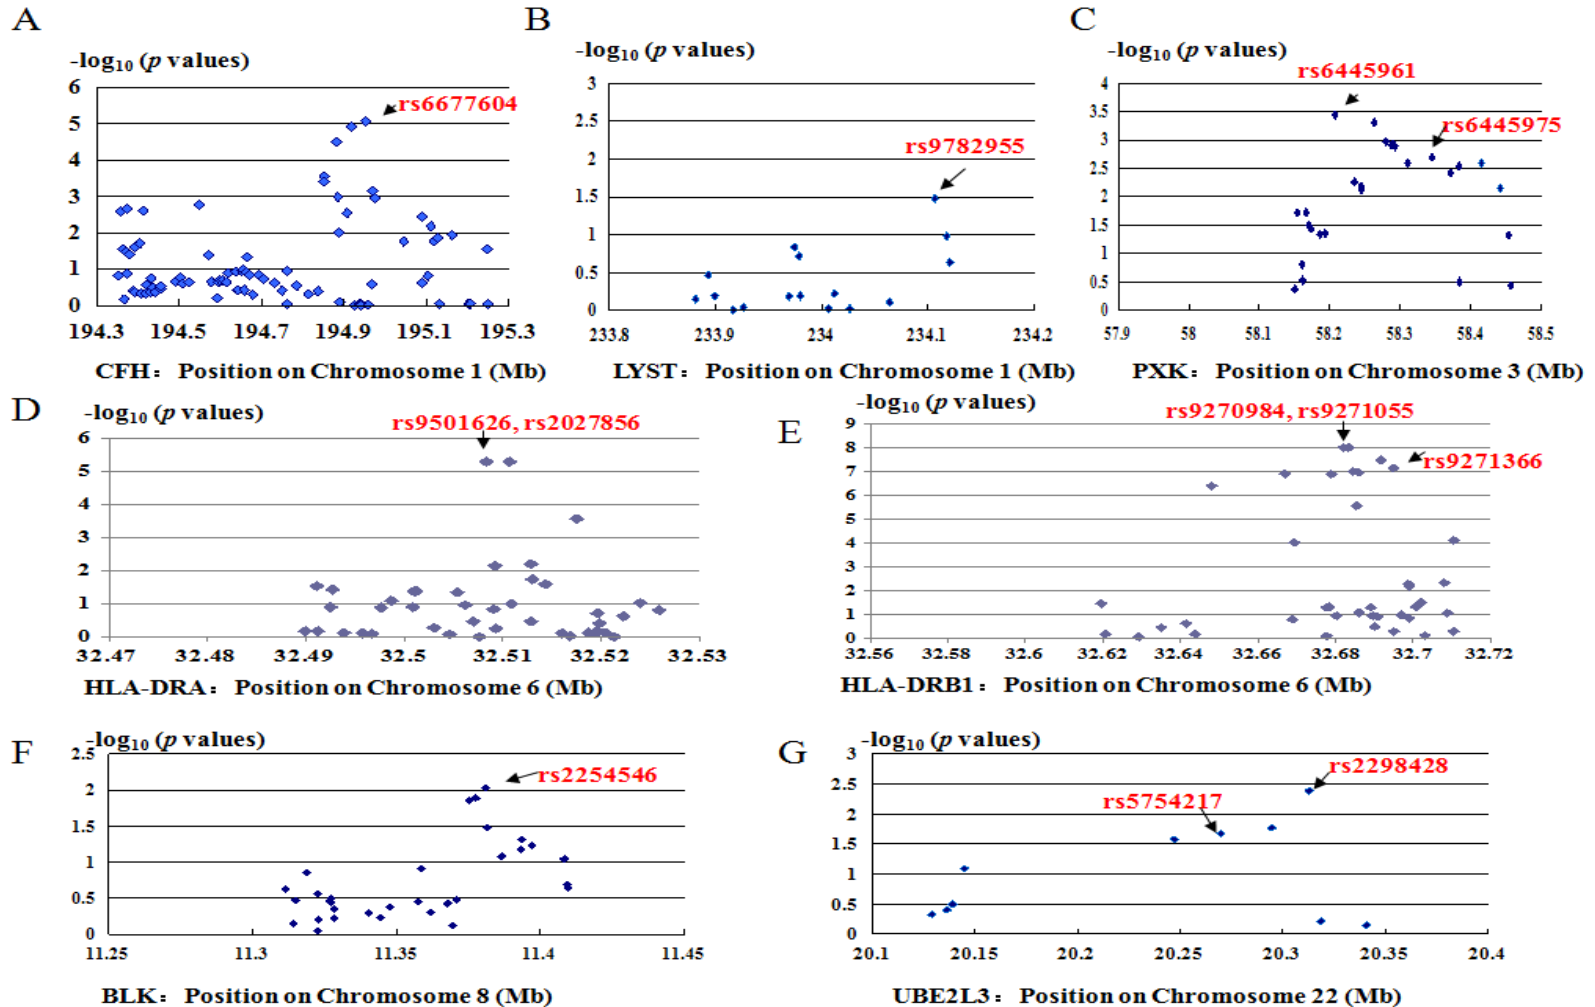 A
-log₁₀ (p values)
6
5
4
3
2
1
0
rs6677604
194.3 194.5 194.7 194.9 195.1 195.3
CFH： Position on Chromosome 1 (Mb)
B
-log₁₀ (p values)
3
2.5
2
1.5
1
0.5
0
rs9782955
233.8 233.9 234 234.1 234.2
LYST： Position on Chromosome 1 (Mb)
C
-log₁₀ (p values)
4
3.5
3
2.5
2
1.5
1
0.5
0
rs6445961
rs6445975
57.9 58 58.1 58.2 58.3 58.4 58.5
PXK： Position on Chromosome 3 (Mb)
D
-log₁₀ (p values)
6
5
4
3
2
1
0
rs9501626, rs2027856
32.47 32.48 32.49 32.5 32.51 32.52 32.53
HLA-DRA： Position on Chromosome 6 (Mb)
E
-log₁₀ (p values)
9
8
7
6
5
4
3
2
1
0
rs9270984, rs9271055
rs9271366
32.56 32.58 32.6 32.62 32.64 32.66 32.68 32.7 32.72
HLA-DRB1： Position on Chromosome 6 (Mb)
F
-log₁₀ (p values)
2.5
2
1.5
1
0.5
0
rs2254546
11.25 11.3 11.35 11.4 11.45
BLK： Position on Chromosome 8 (Mb)
G
-log₁₀ (p values)
3
2.5
2
1.5
1
0.5
0
rs2298428
rs5754217
20.1 20.15 20.2 20.25 20.3 20.35 20.4
UBE2L3： Position on Chromosome 22 (Mb)